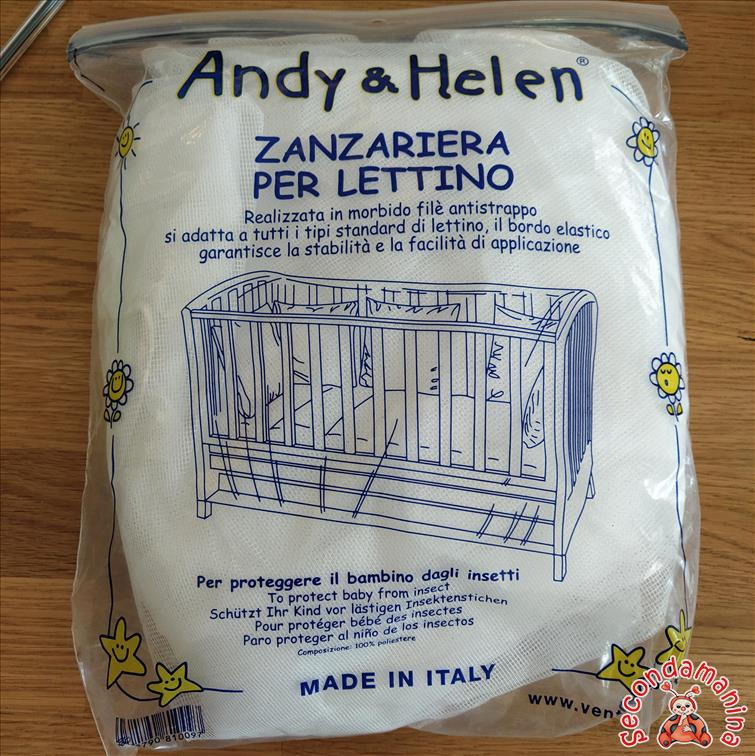 Andy & Helen®
ZANZARIERA
PER LETTINO
Realizzata in morbido filè antistrappo
si adatta a tutti i tipi standard di lettino, il bordo elastico
garantisce la stabilità e la facilità di applicazione
Per proteggere il bambino dagli insetti
To protect baby from insect
Schützt Ihr Kind vor lästigen Insektenstichen
Pour protéger bébé des insectes
Paro proteger al niño de los insectos
Composizione: 100% poliestere
MADE IN ITALY
www.vent
790 810097
secondamanina